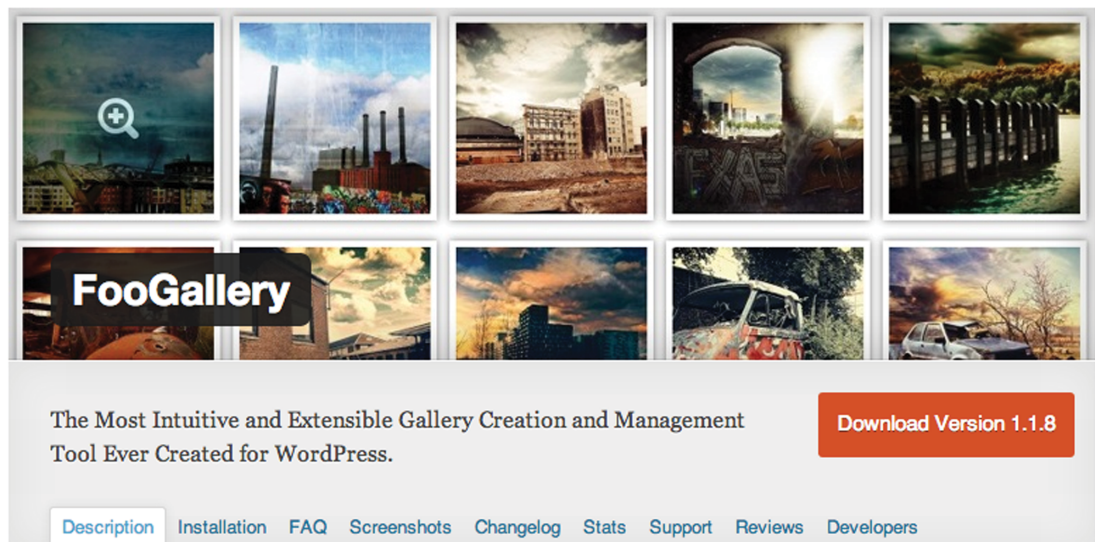 TEXAS
FooGallery
The Most Intuitive and Extensible Gallery Creation and Management
Tool Ever Created for WordPress.
Download Version 1.1.8
Description Installation FAQ Screenshots Changelog Stats Support Reviews Developers